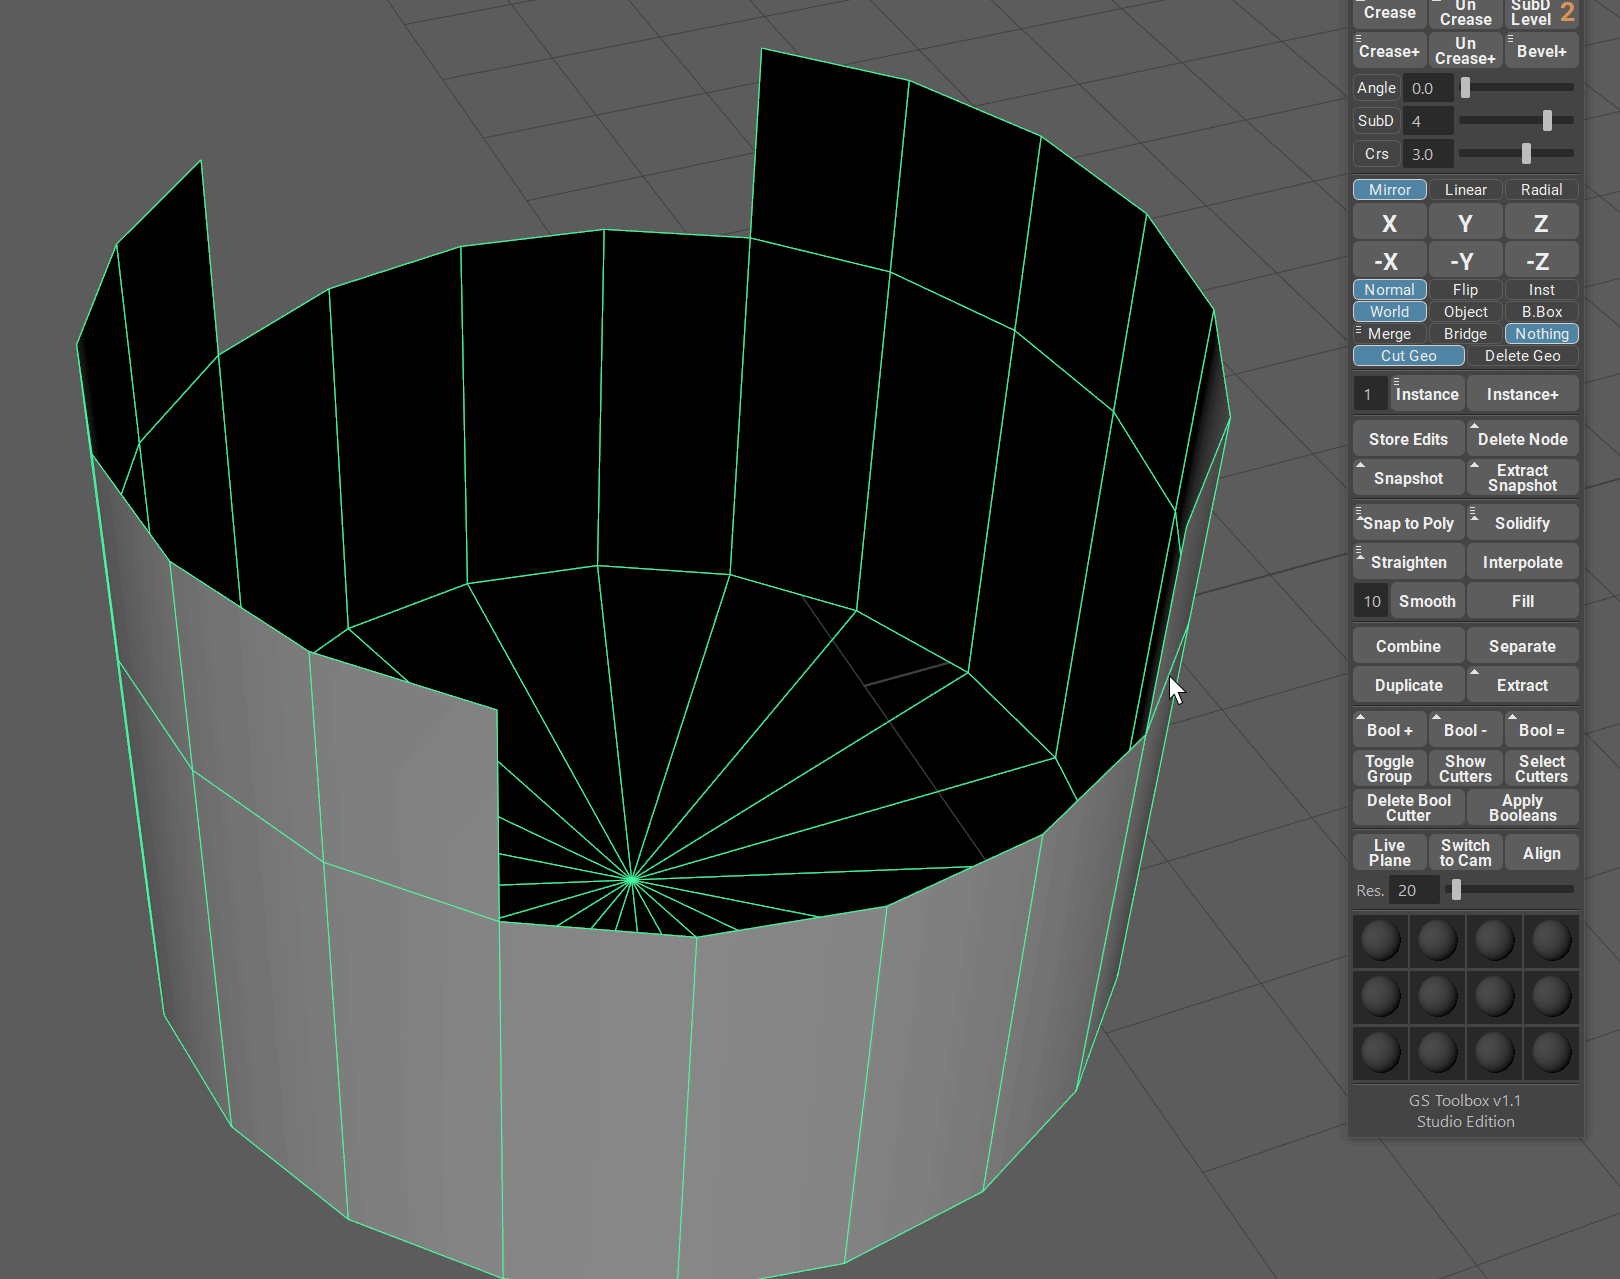 Crease Un Crease SubD Level 2
Crease+ Un Crease+ Bevel+
Angle 0.0
SubD 4
Crs 3.0
Mirror Linear Radial
X Y Z
-X -Y -Z
Normal Flip Inst
World Object B.Box
Merge Bridge Nothing
Cut Geo Delete Geo
1 Instance Instance+
Store Edits Delete Node
Snapshot Extract Snapshot
Snap to Poly Solidify
Straighten Interpolate
10 Smooth Fill
Combine Separate
Duplicate Extract
Bool + Bool - Bool =
Toggle Group Show Cutters Select Cutters
Delete Bool Cutter Apply Booleans
Live Plane Switch to Cam Align
Res. 20
GS Toolbox v1.1
Studio Edition